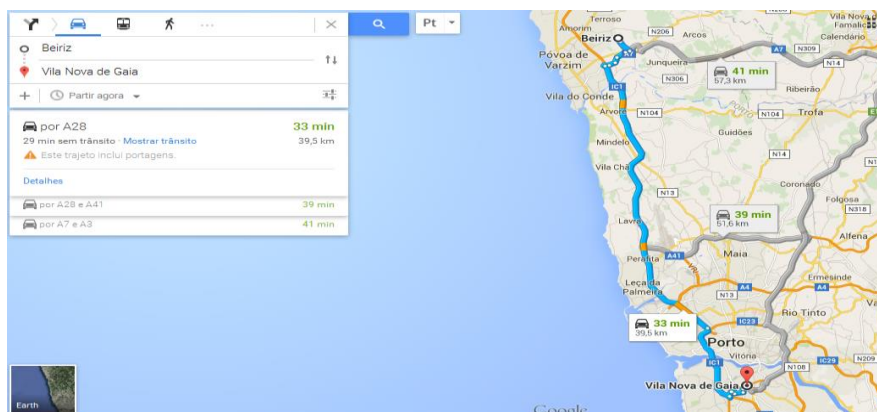 Beiriz
Vila Nova de Gaia
Partir agora
por A28
33 min
29 min sem trânsito · Mostrar trânsito
39,5 km
Este trajeto inclui portagens.
Detalhes
por A28 e A41
39 min
por A7 e A3
41 min
Earth
Pt
Terroso
Amorim
Beiriz
N206
Arcos
Vila Nova
Famali
Calendário
A7
N309
Póvoa de
Varzim
Junqueira
N14
41 min
57,3 km
N306
Ribeirão
IC1
Vila do Conde
Árvore
N104
N104
Trofa
Guidões
Mindelo
N14
Vila Chã
Coronado
N13
Folgosa
N318
39 min
51,6 km
Lavra
Alfena
Maia
Perafita
A41
Ermesinde
Leça da
Palmeira
A4
A4
N13
Rio Tinto
33 min
39,5 km
IC23
Porto
Vitória
IC1
IC29
N209
N108
Vila Nova de Gaia
Google